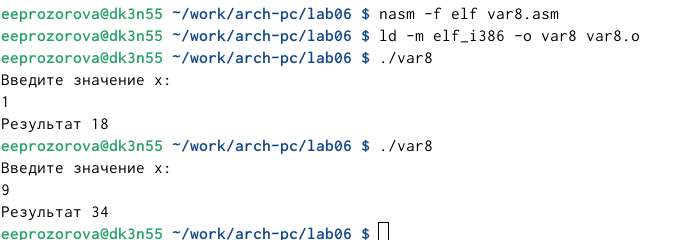 eeprozorova@dk3n55 ~/work/arch-pc/lab06 $ nasm -f elf var8.asm
eeprozorova@dk3n55 ~/work/arch-pc/lab06 $ ld -m elf_i386 -o var8 var8.o
eeprozorova@dk3n55 ~/work/arch-pc/lab06 $ ./var8
Введите значение x:
1
Результат 18
eeprozorova@dk3n55 ~/work/arch-pc/lab06 $ ./var8
Введите значение x:
9
Результат 34
eeprozorova@dk3n55 ~/work/arch-pc/lab06 $